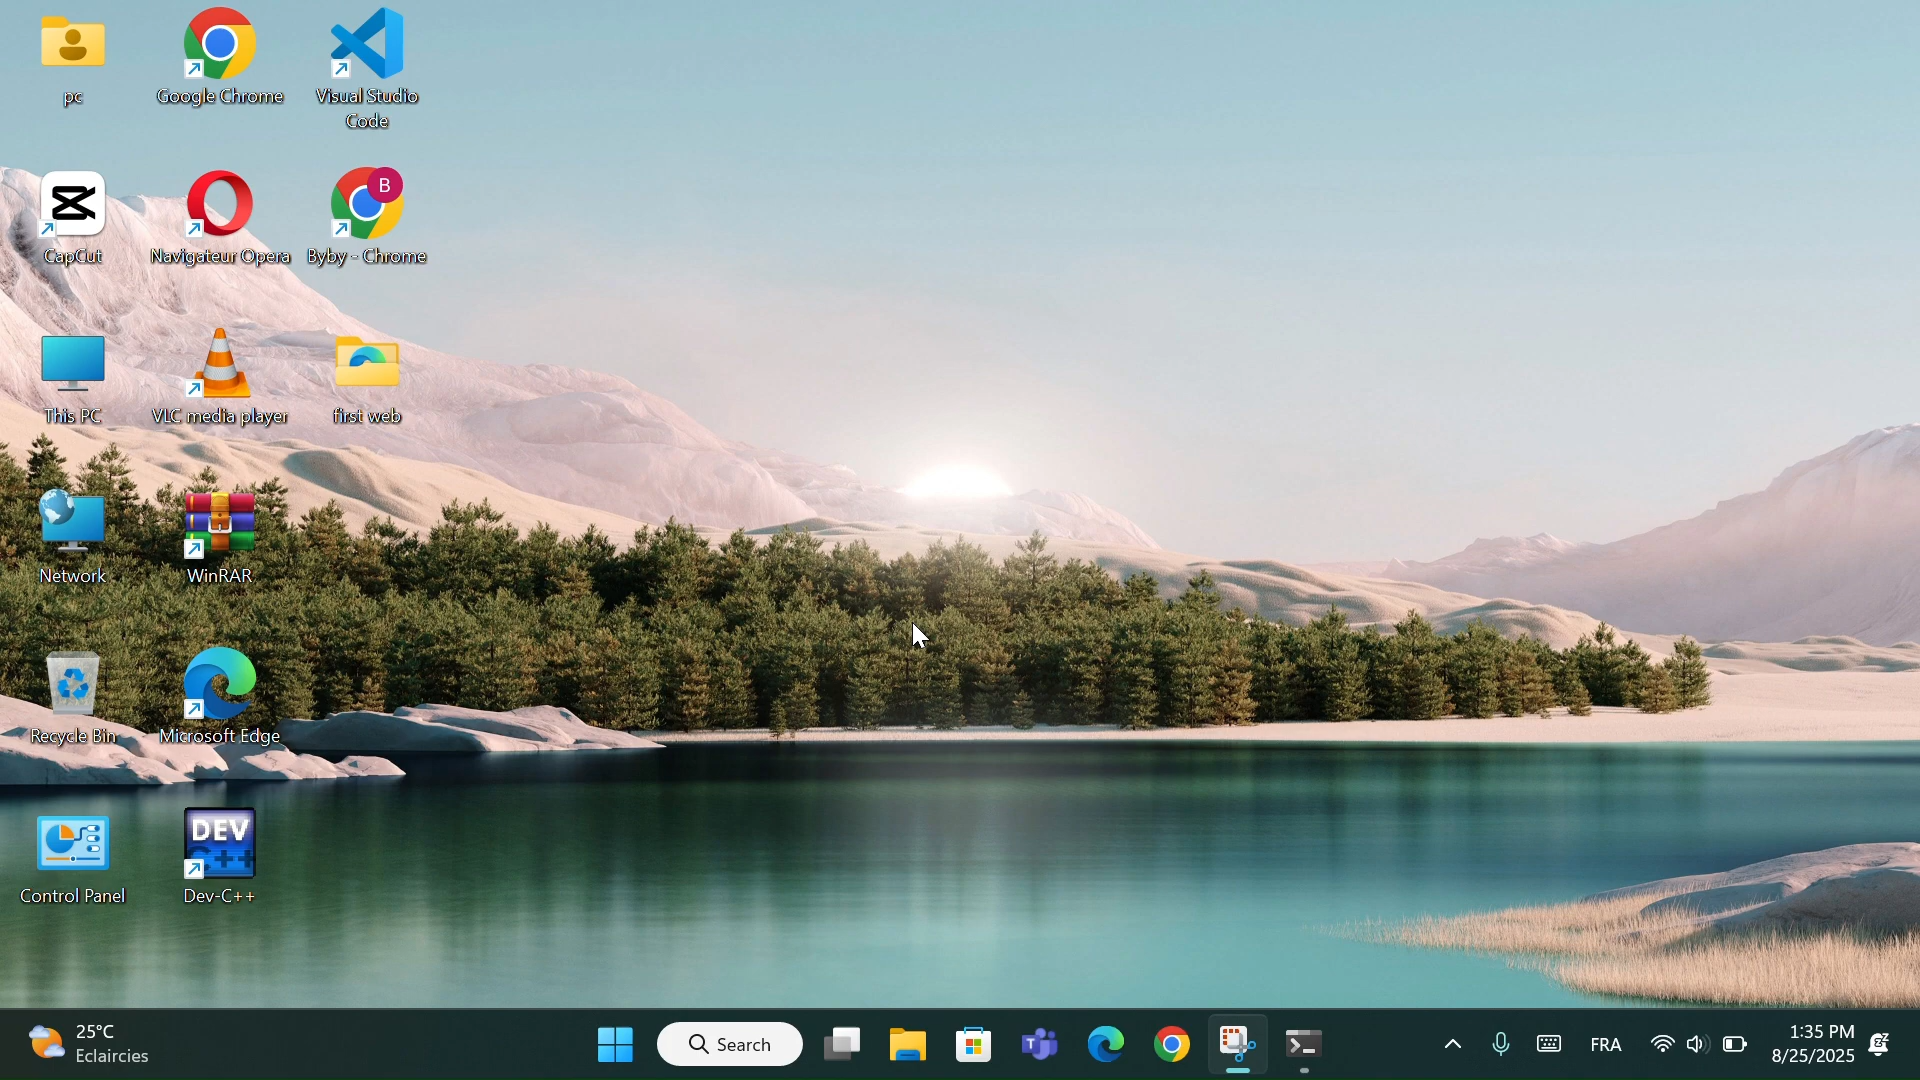 pc
Google Chrome
Visual Studio
Code
CapCut
Navigateur Opera
B
Byby - Chrome
This PC
VLC media player
first web
Network
WinRAR
Recycle Bin
Microsoft Edge
Control Panel
DEV
C++
Dev-C++
25°C
Eclaircies
Search
T
FRA
1:35 PM
8/25/2025